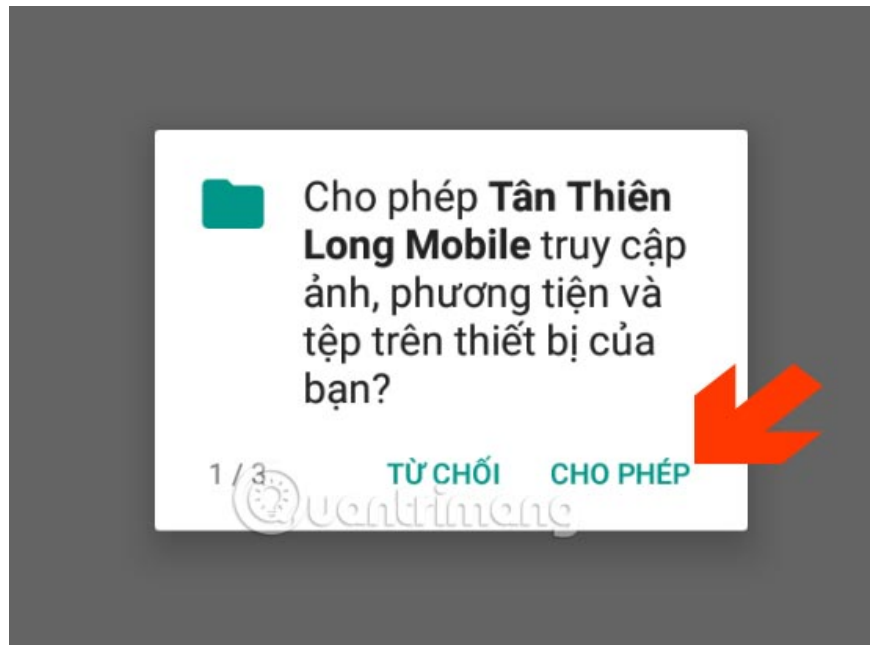 Cho phép Tân Thiên
Long Mobile truy cập
ảnh, phương tiện và
tệp trên thiết bị của
bạn?
1 / 3 TỪ CHỐI CHO PHÉP
Quantrimang